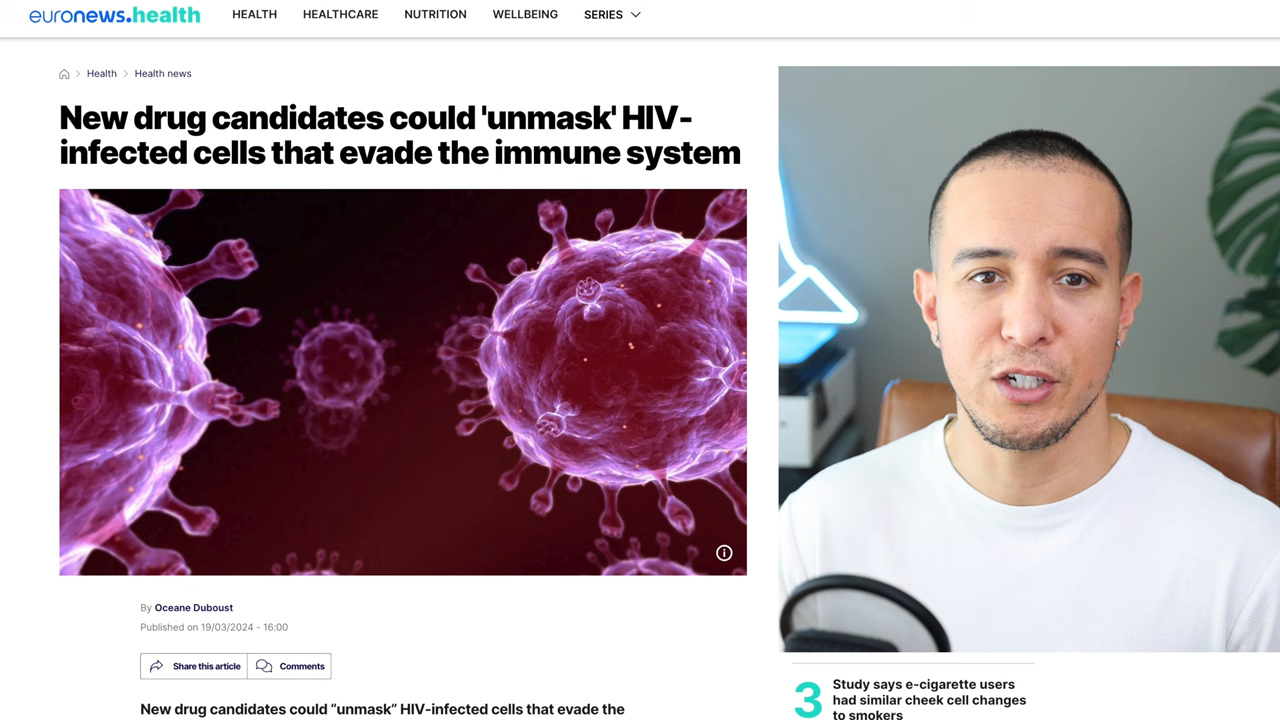 euronews.health
HEALTH HEALTHCARE NUTRITION WELLBEING SERIES
Health Health news
New drug candidates could 'unmask' HIV-
infected cells that evade the immune system
By Oceane Duboust
Published on 19/03/2024 - 16:00
Share this article Comments
New drug candidates could “unmask” HIV-infected cells that evade the
3
Study says e-cigarette users
had similar cheek cell changes
to smokers